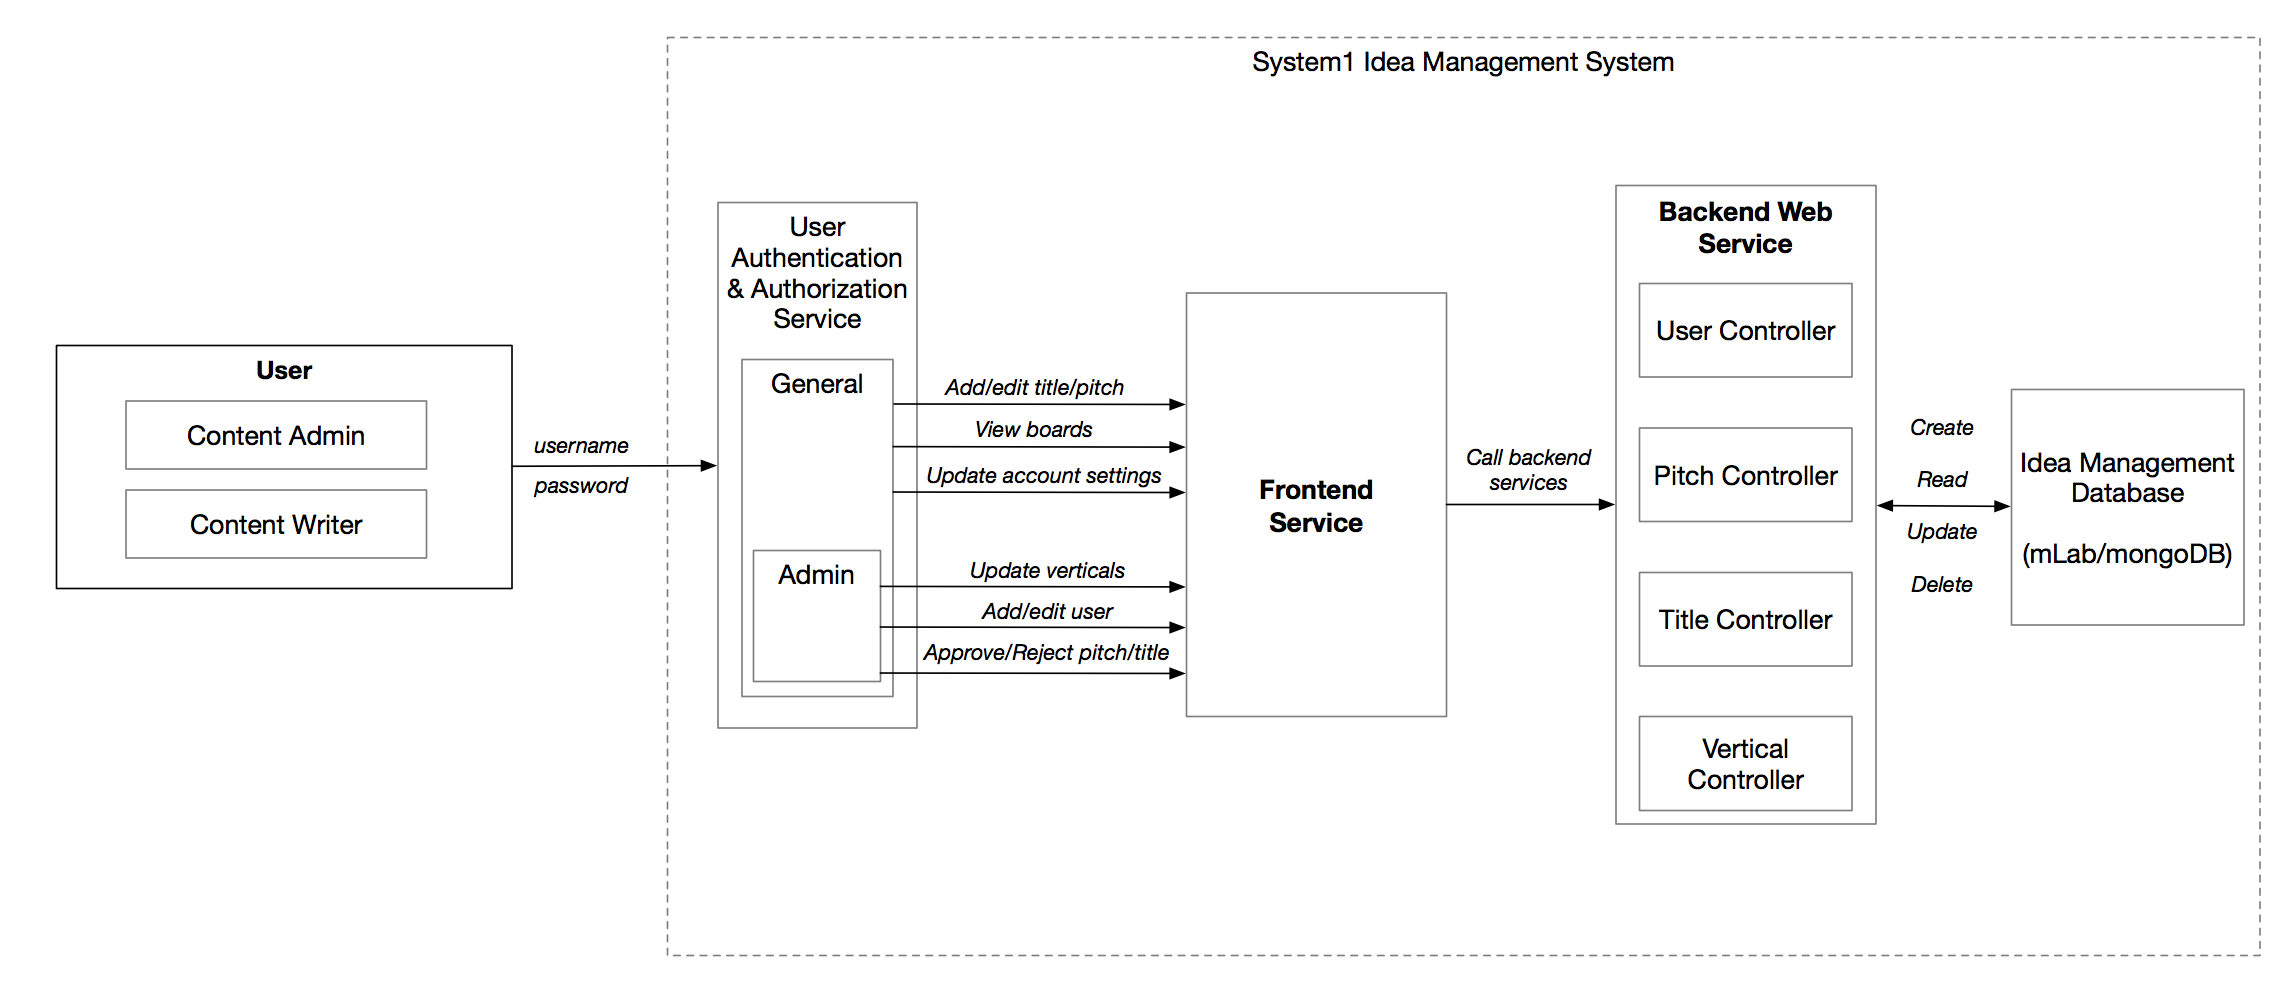 System1 Idea Management System
User
Content Admin
Content Writer
username
password
User
Authentication
& Authorization
Service
General
Admin
Add/edit title/pitch
View boards
Update account settings
Update verticals
Add/edit user
Approve/Reject pitch/title
Frontend
Service
Call backend
services
Backend Web
Service
User Controller
Pitch Controller
Title Controller
Vertical
Controller
Create
Read
Update
Delete
Idea Management
Database
(mLab/mongoDB)